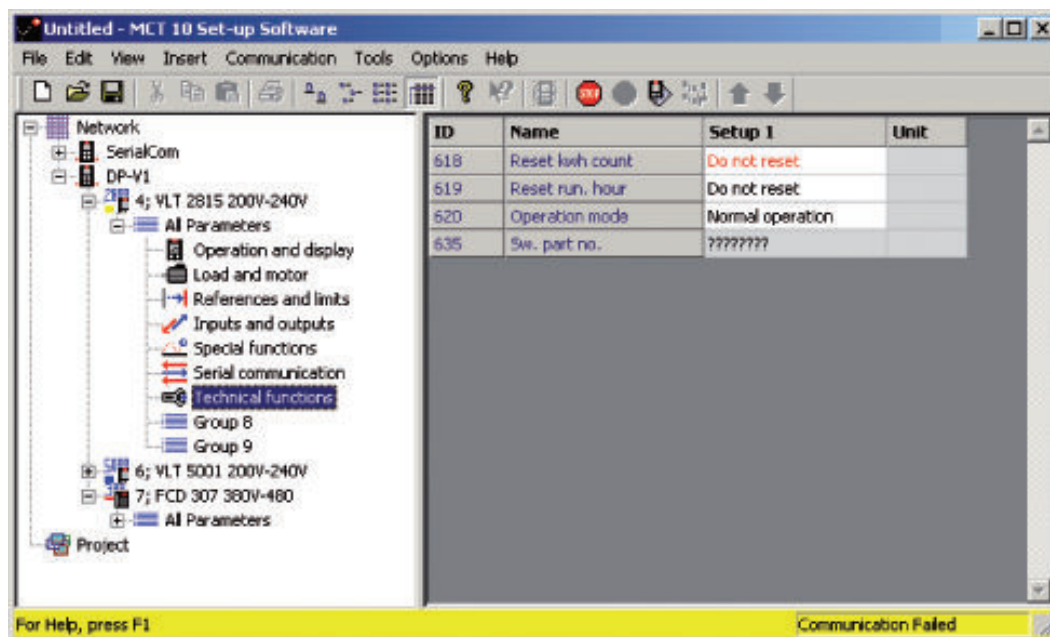 Untitled - MCT 10 Set-up Software
File Edit View Insert Communication Tools Options Help
STOP
Network
SerialCom
DP-V1
4; VLT 2815 200V-240V
All Parameters
Operation and display
Load and motor
References and limits
Inputs and outputs
Special functions
Serial communication
Technical functions
Group 8
Group 9
6; VLT 5001 200V-240V
7; FCD 307 380V-480
All Parameters
Project
ID Name Setup 1 Unit
618 Reset kwh count Do not reset
619 Reset run. hour Do not reset
620 Operation mode Normal operation
635 Sw. part no. ????????
For Help, press F1
Communication Failed